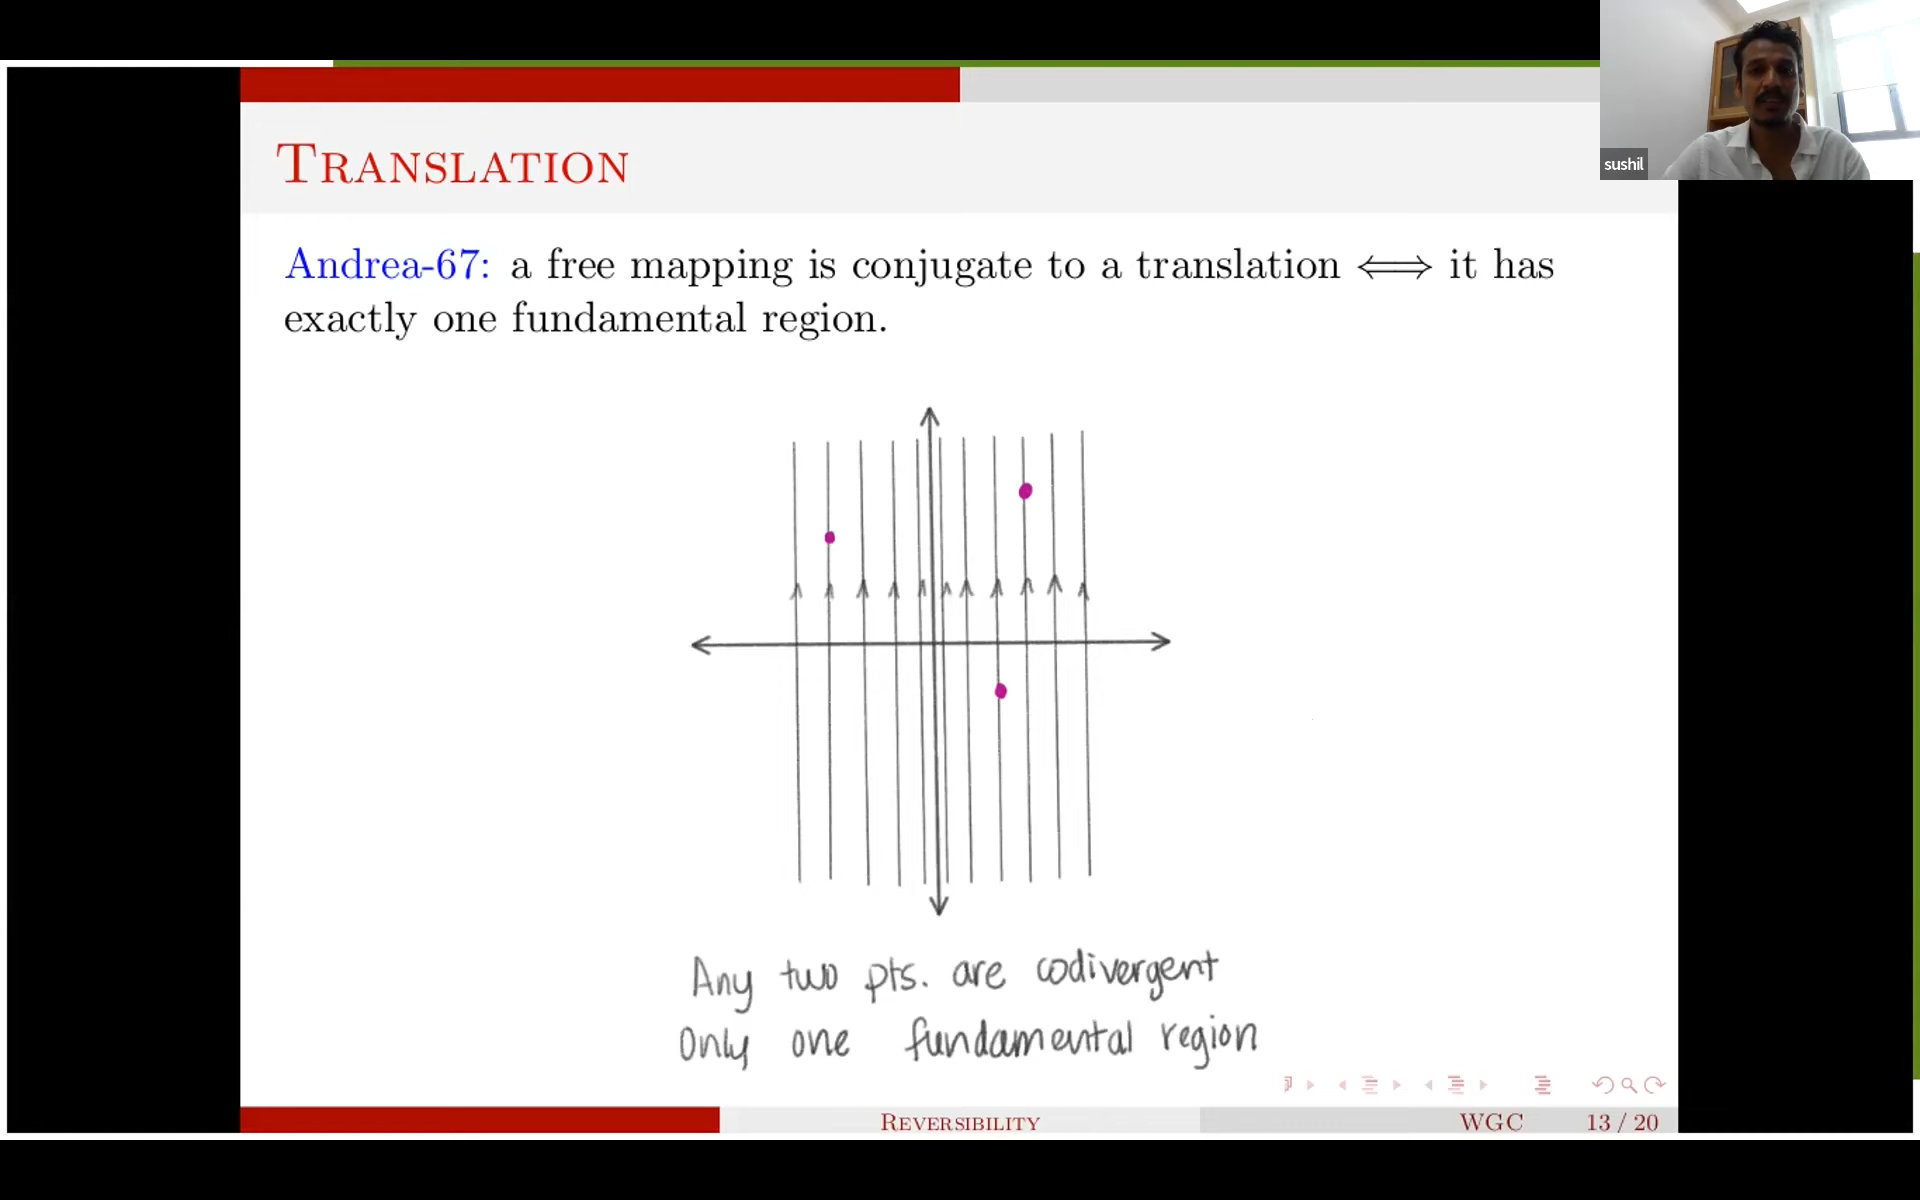 sushil
TRANSLATION
Andrea-67: a free mapping is conjugate to a translation ⟺ it has
exactly one fundamental region.
Any two pts. are codivergent
Only one fundamental region
REVERSIBILITY
WGC
13 / 20